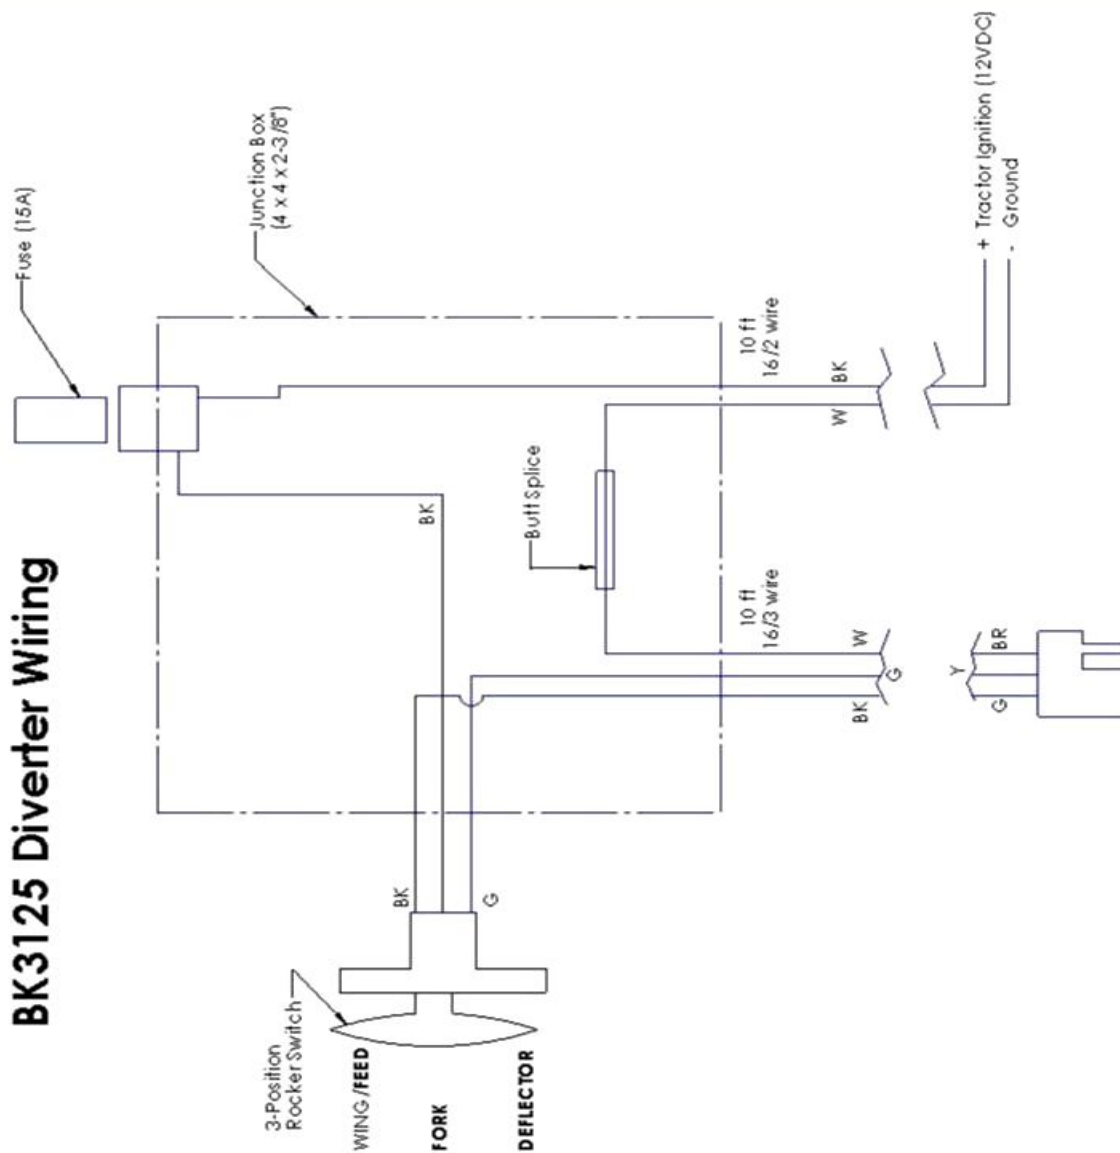 BK3125 Diverter Wiring
Fuse (15A)
Junction Box
(4 x 4 x 2-3/8")
3-Position
Rocker Switch
WING/FEED
FORK
DEFLECTOR
BK
G
BK
Butt Splice
10 ft
16/3 wire
10 ft
16/2 wire
BK
G
W
W
BK
G
Y
BR
+ Tractor Ignition (12VDC)
- Ground